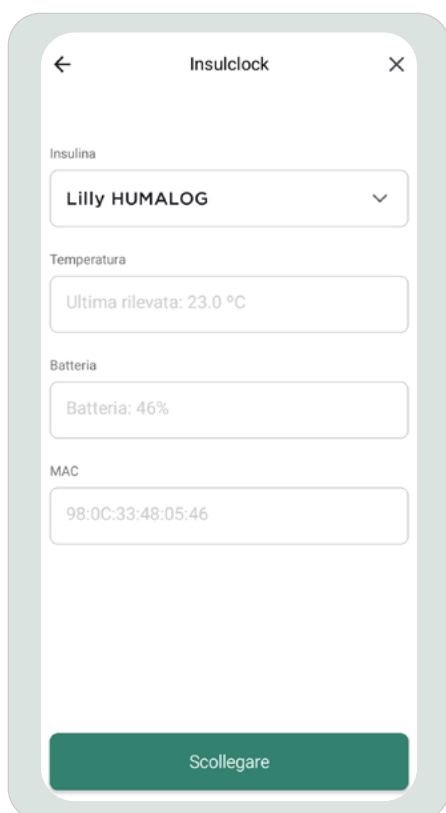 Insulclock
Insulina
Lilly HUMALOG
Temperatura
Ultima rilevata: 23.0 ºC
Batteria
Batteria: 46%
MAC
98:0C:33:48:05:46
Scollegare